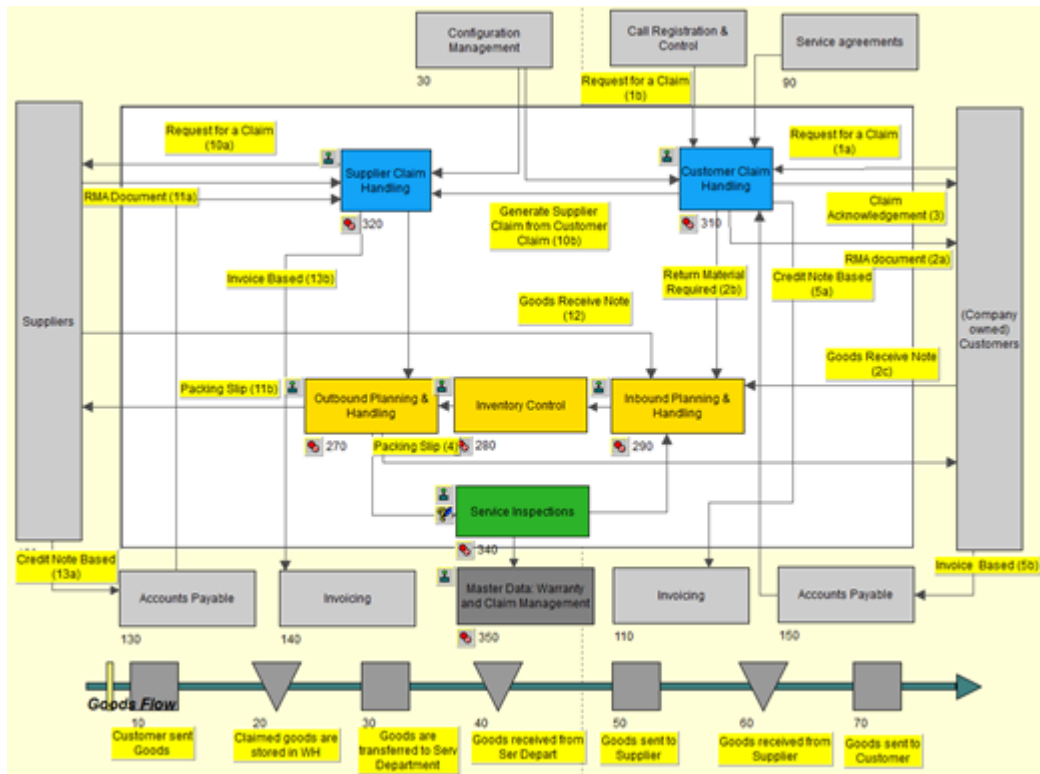 Configuration
Management
30
Call Registration &
Control
Service agreements
90
Request for a Claim
(1b)
Request for a Claim
(10a)
Request for a Claim
(1a)
Supplier Claim
Handling
320
Customer Claim
Handling
310
RMA Document (11a)
Claim
Acknowledgement (3)
Generate Supplier
Claim from Customer
Claim (10b)
RMA document (2a)
Invoice Based (13b)
Return Material
Required (2b)
Credit Note Based
(5a)
Goods Receive Note
(12)
Suppliers
(Company
owned)
Customers
Goods Receive Note
(2c)
Packing Slip (11b)
Outbound Planning &
Handling
270
Inventory Control
280
Inbound Planning &
Handling
290
Packing Slip (4)
Service Inspections
340
Credit Note Based
(13a)
Invoice Based (5b)
Accounts Payable
130
Invoicing
140
Master Data: Warranty
and Claim Management
350
Invoicing
110
Accounts Payable
150
Goods Flow
10
Customer sent
Goods
20
Claimed goods are
stored in WH
30
Goods are
transferred to Serv
Department
40
Goods received from
Ser Depart
50
Goods sent to
Supplier
60
Goods received from
Supplier
70
Goods sent to
Customer